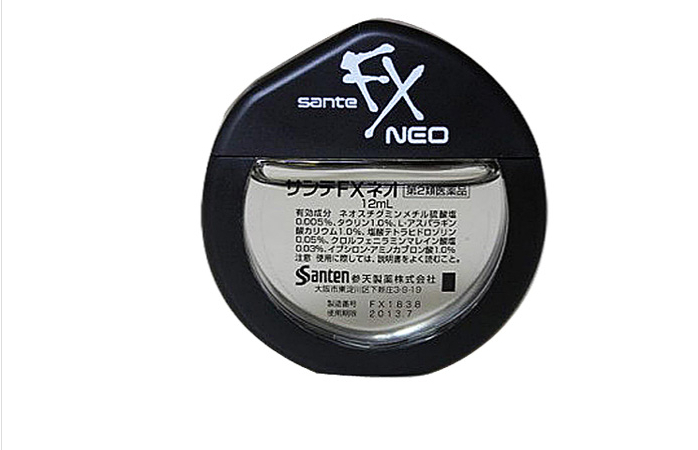 sante FX
NEO
サンテFXネオ 第2類医薬品
12mL
有効成分 ネオスチグミンメチル硫酸塩
0.005%、タウリン1.0%、L-アスパラギン
酸カリウム1.0%、塩酸テトラヒドロゾリン
0.05%、クロルフェニラミンマレイン酸塩
0.03%、イプシロン-アミノカプロン酸1.0%
注意 使用に際しては、説明書をよく読むこと。
Santen 参天製薬株式会社
大阪市東淀川区下新庄3-9-19
製造番号 FX1838
使用期限 2013.7